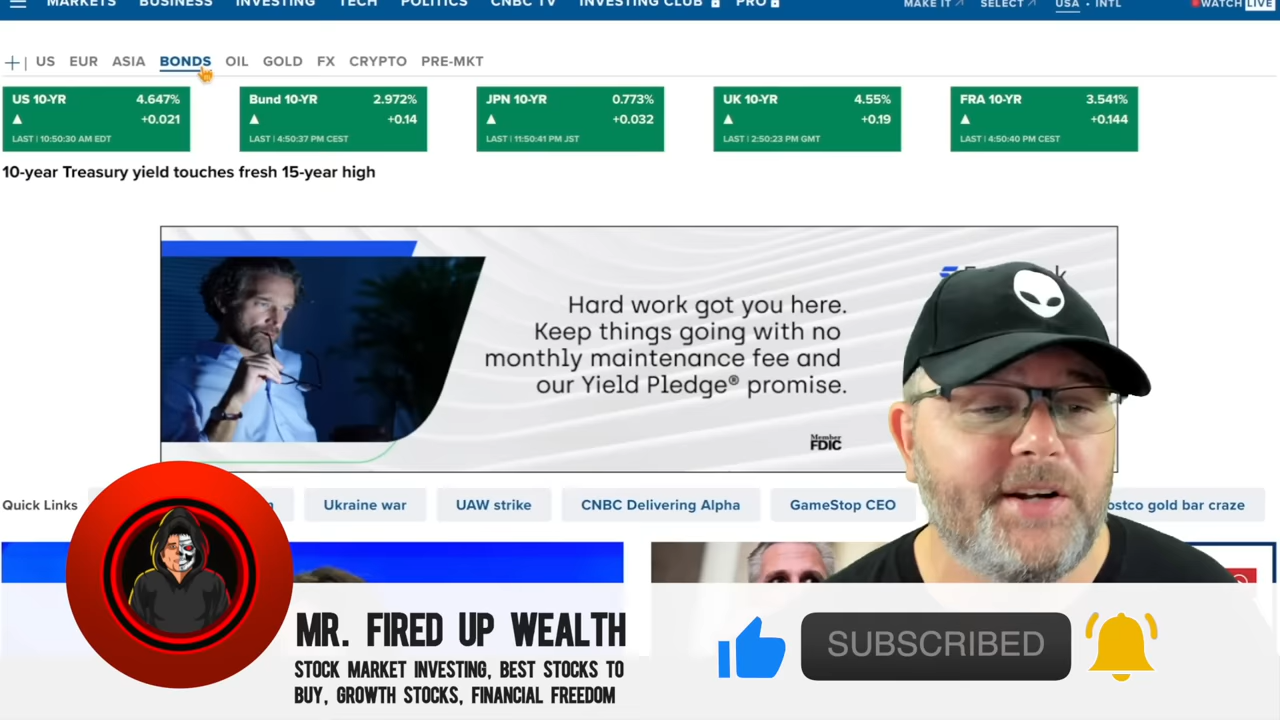 MARKETS BUSINESS INVESTING TECH POLITICS CNBC TV INVESTING CLUB PRO MAKE IT SELECT USA • INTL WATCH LIVE
US EUR ASIA BONDS OIL GOLD FX CRYPTO PRE-MKT
US 10-YR 4.647%
▲ +0.021
LAST | 10:50:30 AM EDT
Bund 10-YR 2.972%
▲ +0.14
LAST | 4:50:37 PM CEST
JPN 10-YR 0.773%
▲ +0.032
LAST | 11:50:41 PM JST
UK 10-YR 4.55%
▲ +0.19
LAST | 2:50:23 PM GMT
FRA 10-YR 3.541%
▲ +0.144
LAST | 4:50:40 PM CEST
10-year Treasury yield touches fresh 15-year high
Hard work got you here.
Keep things going with no
monthly maintenance fee and
our Yield Pledge® promise.
Member
FDIC
Quick Links Ukraine war UAW strike CNBC Delivering Alpha GameStop CEO gold bar craze
MR. FIRED UP WEALTH
STOCK MARKET INVESTING, BEST STOCKS TO
BUY, GROWTH STOCKS, FINANCIAL FREEDOM
SUBSCRIBED